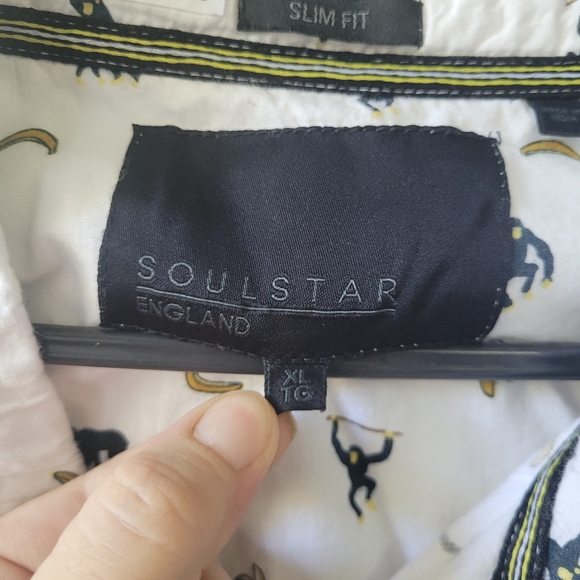 SLIM FIT
SOULSTAR
ENGLAND
XL
TG